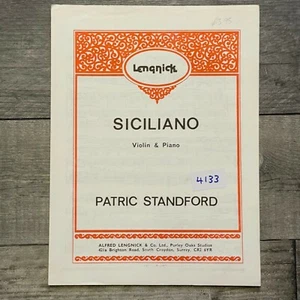 Lengnick
SICILIANO
Violin & Piano
4133
PATRIC STANDFORD
ALFRED LENGNICK & Co. Ltd., Purley Oaks Studios
421a Brighton Road, South Croydon, Surrey, CR2 6YR